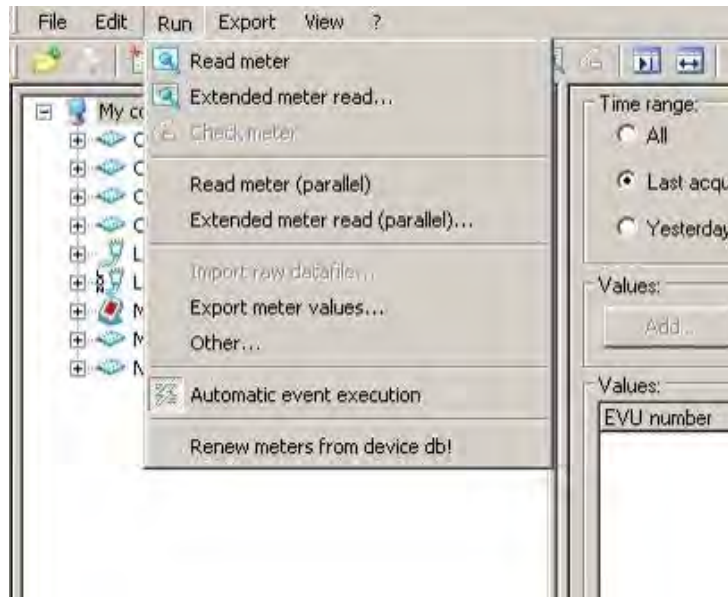 File Edit Run Export View ?
Read meter
Extended meter read...
Check meter
Read meter (parallel)
Extended meter read (parallel)...
Import raw datafile...
Export meter values...
Other...
Automatic event execution
Renew meters from device db!
My co
C
C
C
C
L
L
M
M
N
Time range:
All
Last acqu
Yesterday
Values:
Add...
Values:
EVU number